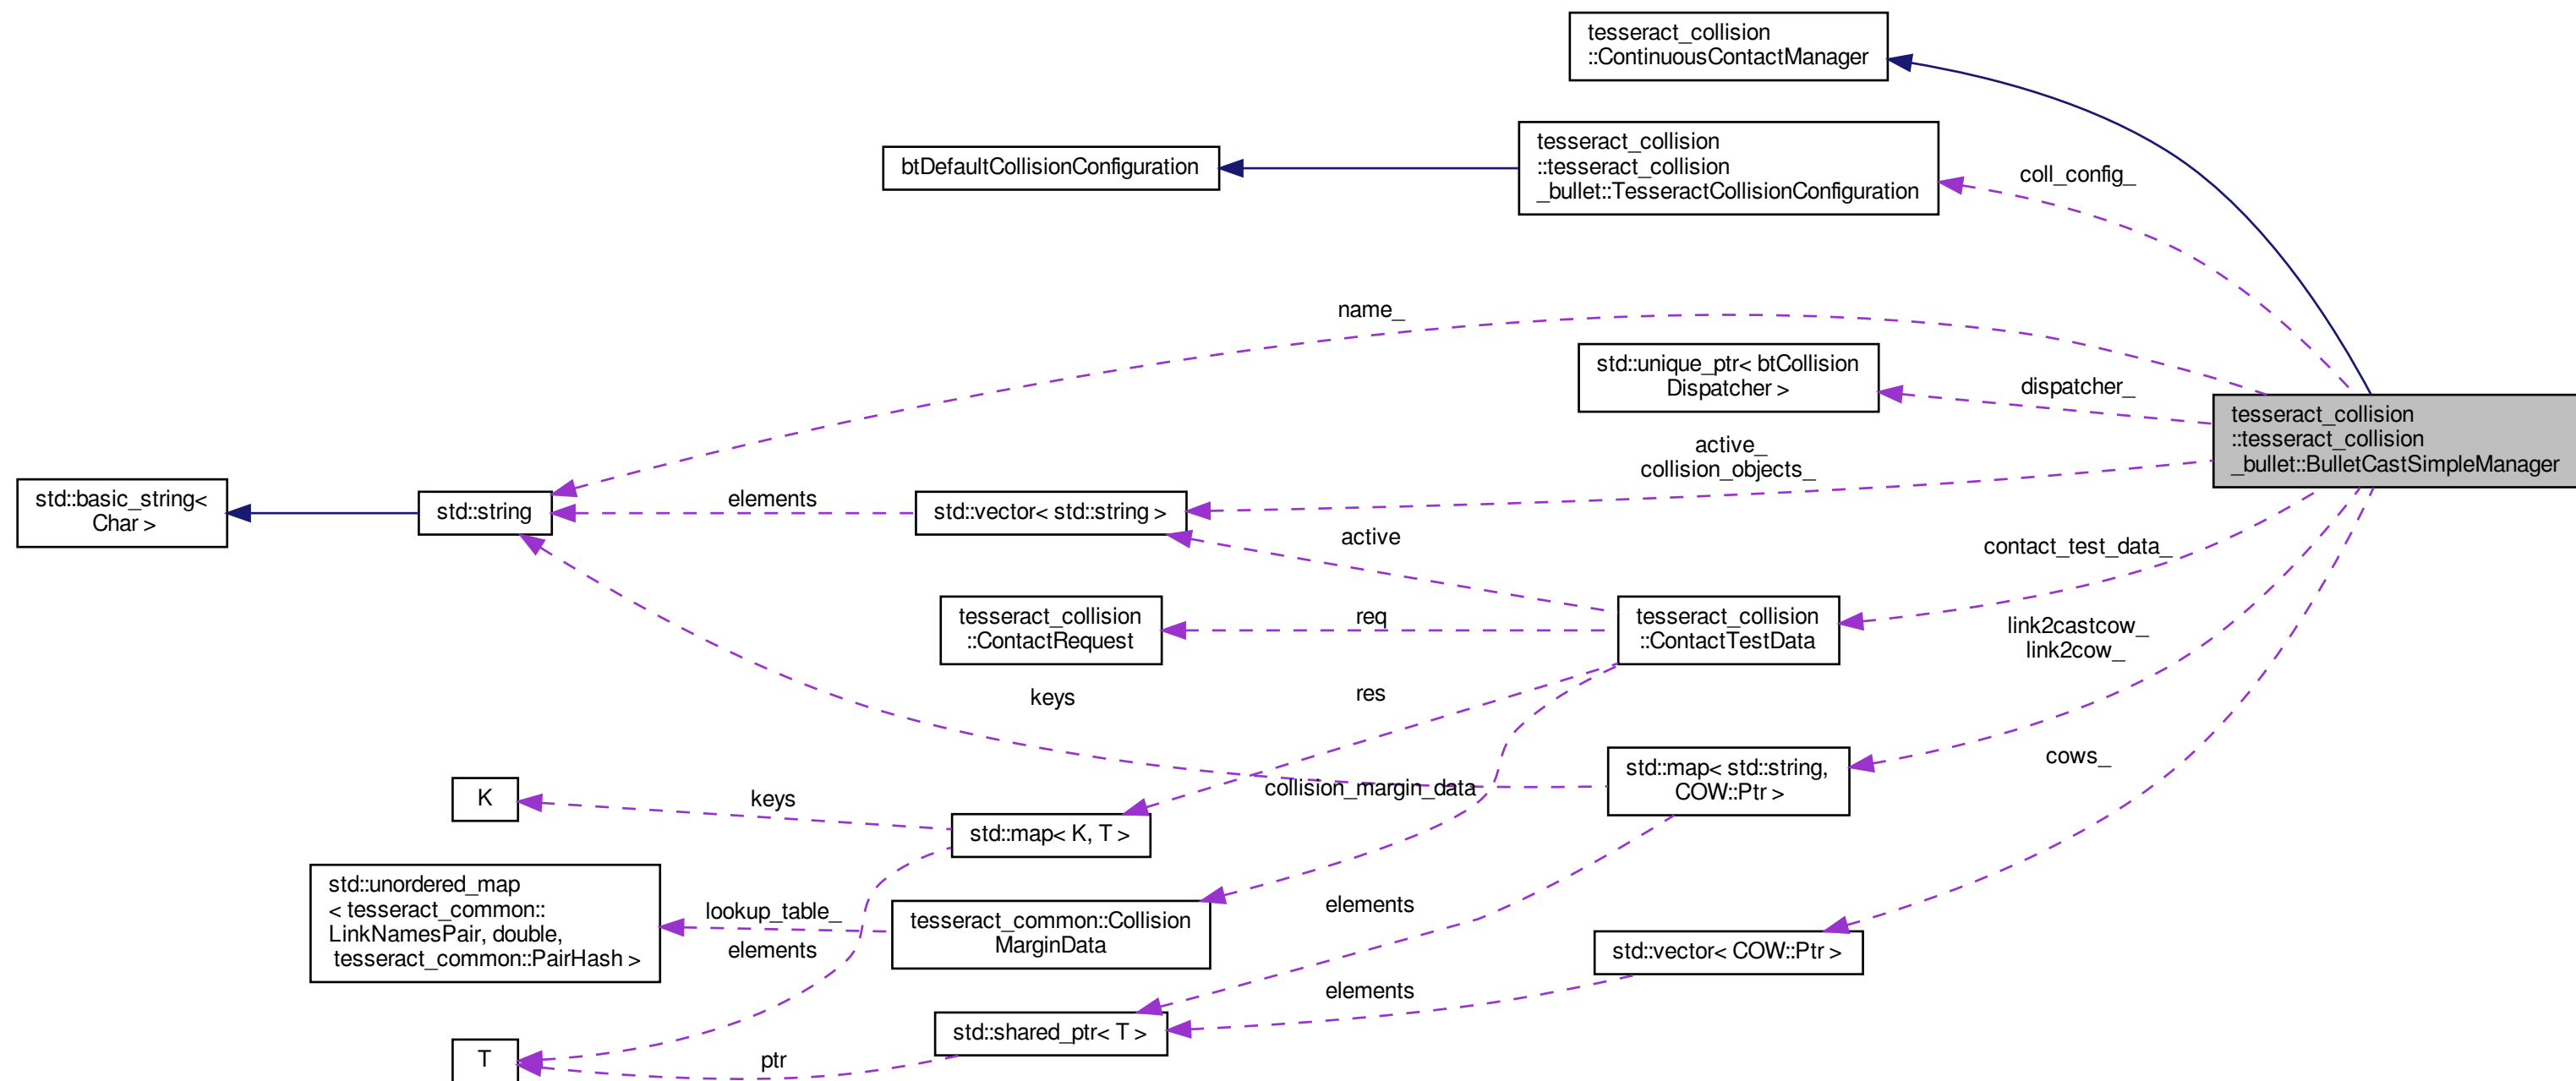 tesseract_collision
::ContinuousContactManager
tesseract_collision
::tesseract_collision
_bullet::TesseractCollisionConfiguration
btDefaultCollisionConfiguration
coll_config_
name_
std::unique_ptr< btCollision
Dispatcher >
dispatcher_
tesseract_collision
::tesseract_collision
_bullet::BulletCastSimpleManager
active_
collision_objects_
std::basic_string<
Char >
std::string
elements
std::vector< std::string >
active
contact_test_data_
tesseract_collision
::ContactRequest
req
tesseract_collision
::ContactTestData
link2castcow_
link2cow_
keys
res
cows_
std::map< std::string,
COW::Ptr >
collision_margin_data
K
keys
std::map< K, T >
std::unordered_map
< tesseract_common::
LinkNamesPair, double,
tesseract_common::PairHash >
lookup_table_
elements
tesseract_common::Collision
MarginData
elements
std::vector< COW::Ptr >
elements
std::shared_ptr< T >
T
ptr